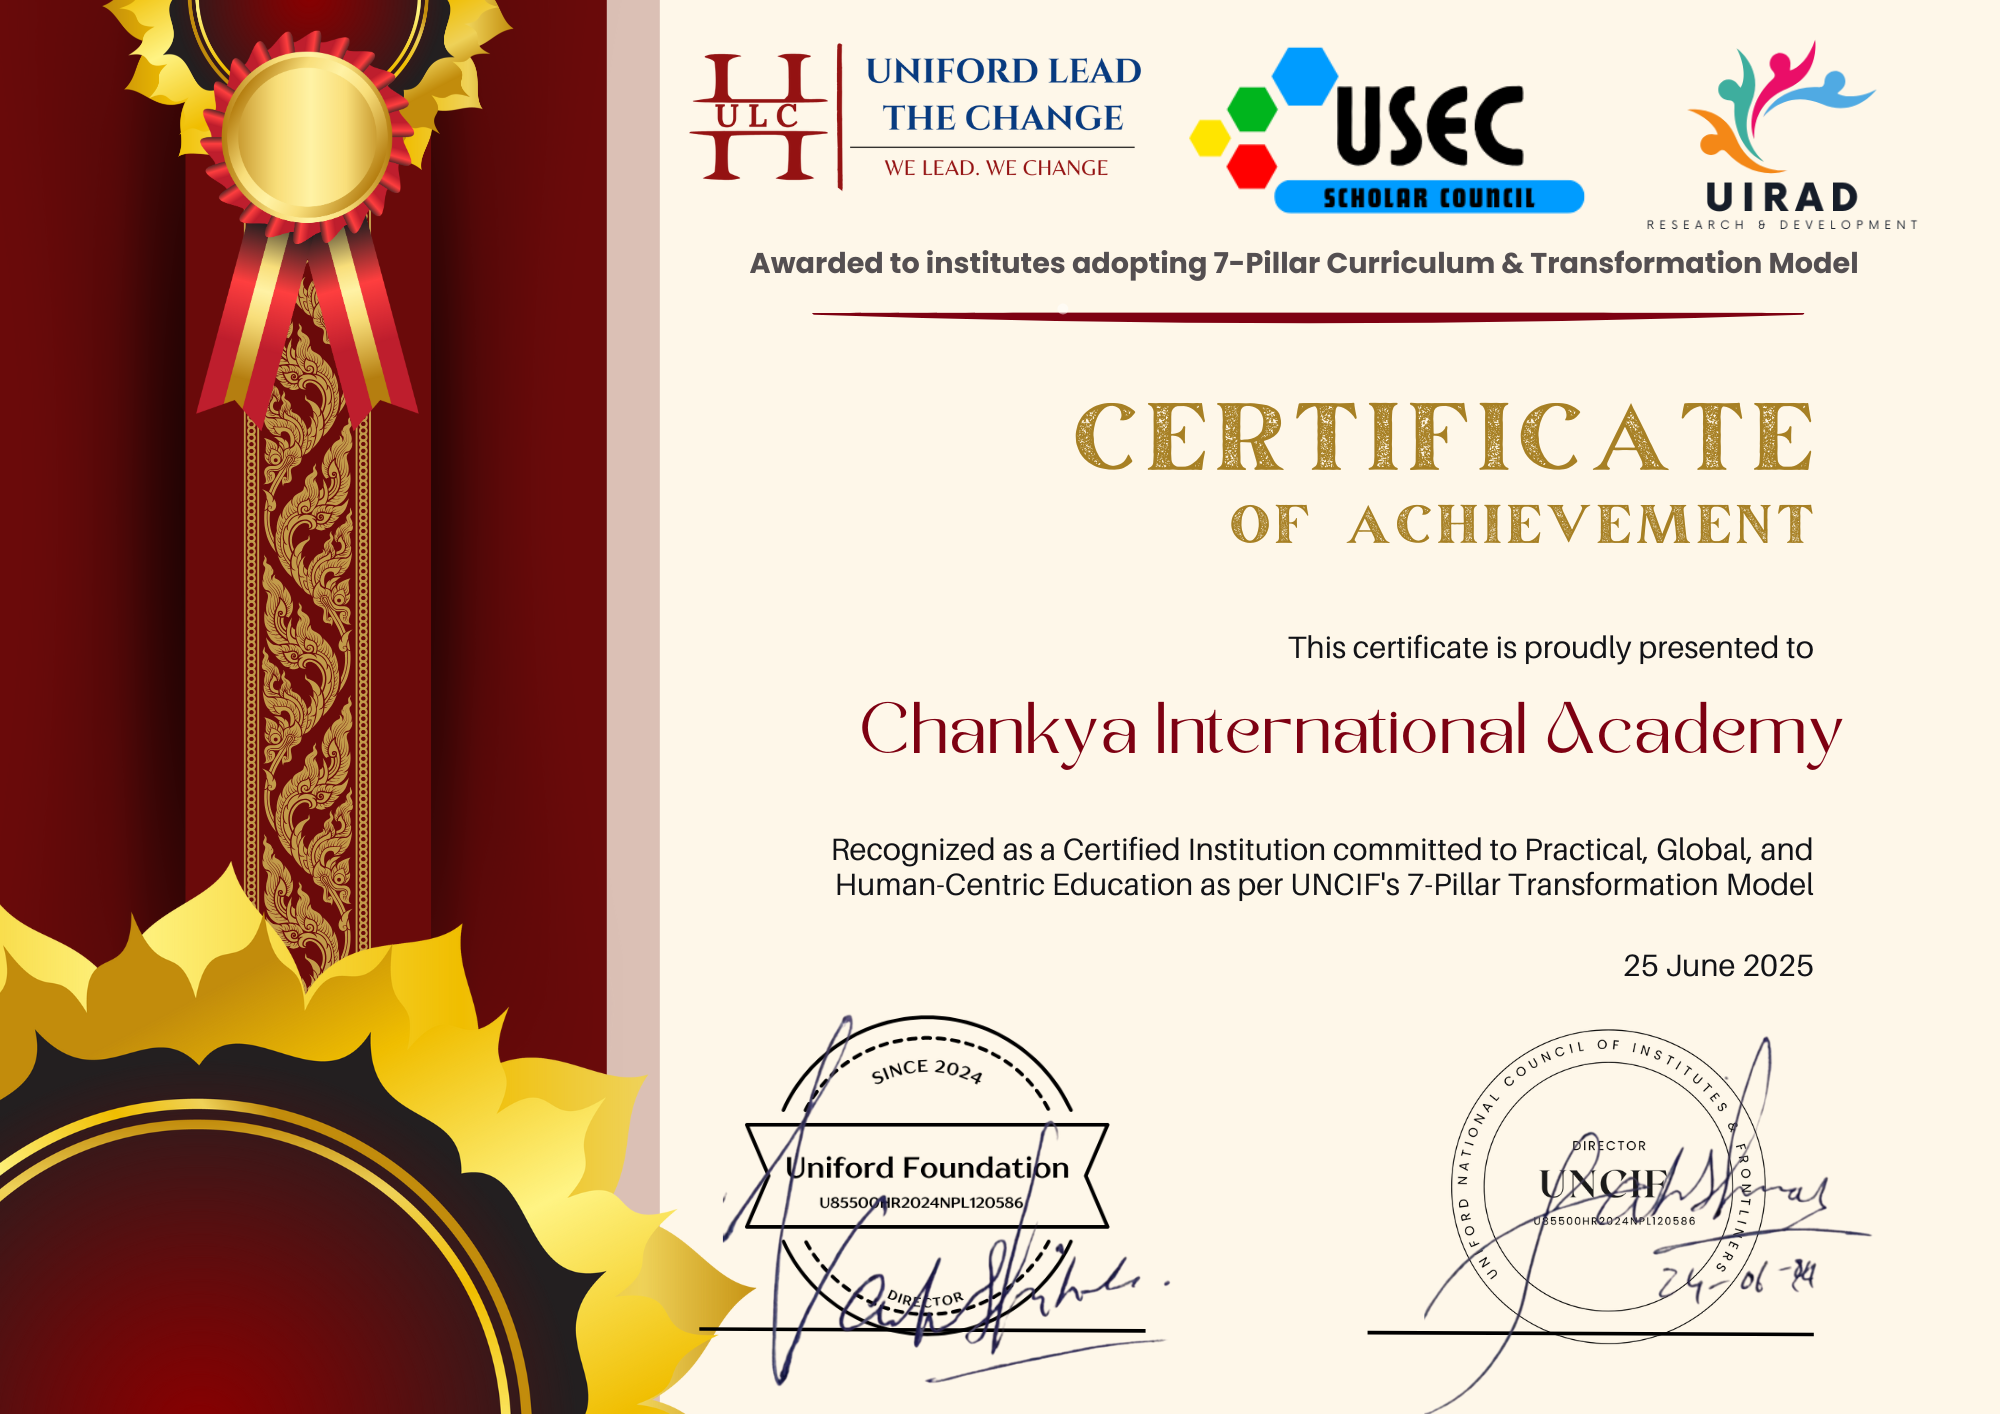 ULC
UNIFORD LEAD
THE CHANGE
WE LEAD. WE CHANGE
USEC
SCHOLAR COUNCIL
UIRAD
RESEARCH & DEVELOPMENT
Awarded to institutes adopting 7-Pillar Curriculum & Transformation Model
CERTIFICATE
OF ACHIEVEMENT
This certificate is proudly presented to
Chankya International Academy
Recognized as a Certified Institution committed to Practical, Global, and
Human-Centric Education as per UNCIF's 7-Pillar Transformation Model
25 June 2025
SINCE 2024
Uniford Foundation
U85500HR2024NPL120586
DIRECTOR
UNIFORD NATIONAL COUNCIL OF INSTITUTES & FRONTLINERS
DIRECTOR
UNCIF
U85500HR2024NPL120586